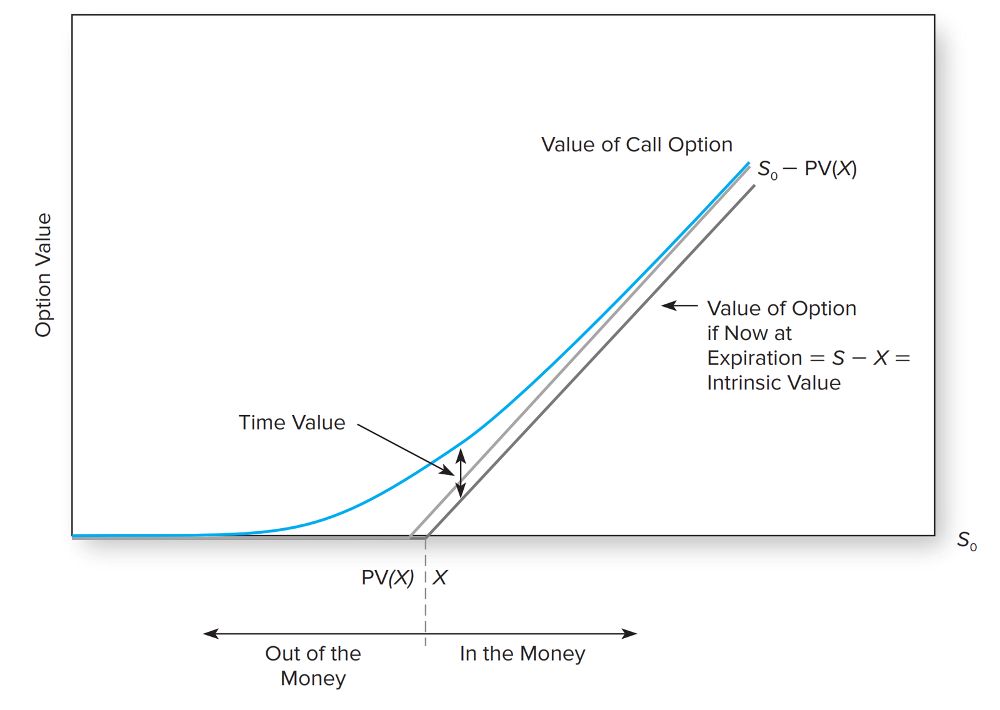 Value of Call Option
S₀ – PV(X)
Option Value
Value of Option
if Now at
Expiration = S – X =
Intrinsic Value
Time Value
S₀
PV(X) X
Out of the
Money
In the Money